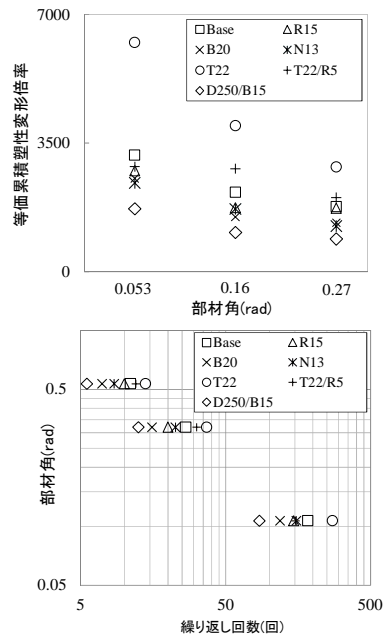 7000
Base R15
B20 N13
T22 T22/R5
D250/B15
等価累積塑性変形倍率
3500
0
0.053 0.16 0.27
部材角(rad)
Base R15
B20 N13
T22 T22/R5
D250/B15
0.5
部材角(rad)
0.05
5 50 500
繰り返し回数(回)